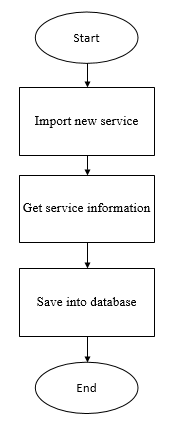 Start
Import new service
Get service information
Save into database
End